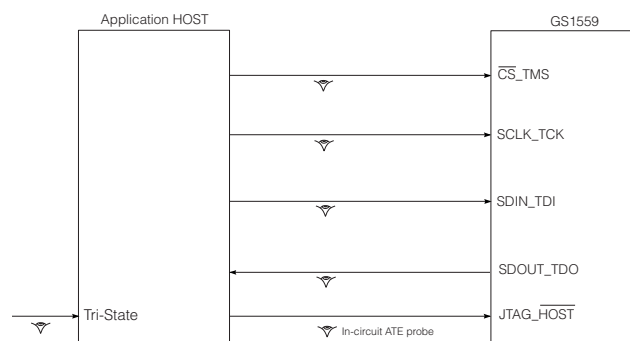 Application HOST
GS1559
CS_TMS
SCLK_TCK
SDIN_TDI
SDOUT_TDO
Tri-State
JTAG_HOST
In-circuit ATE probe